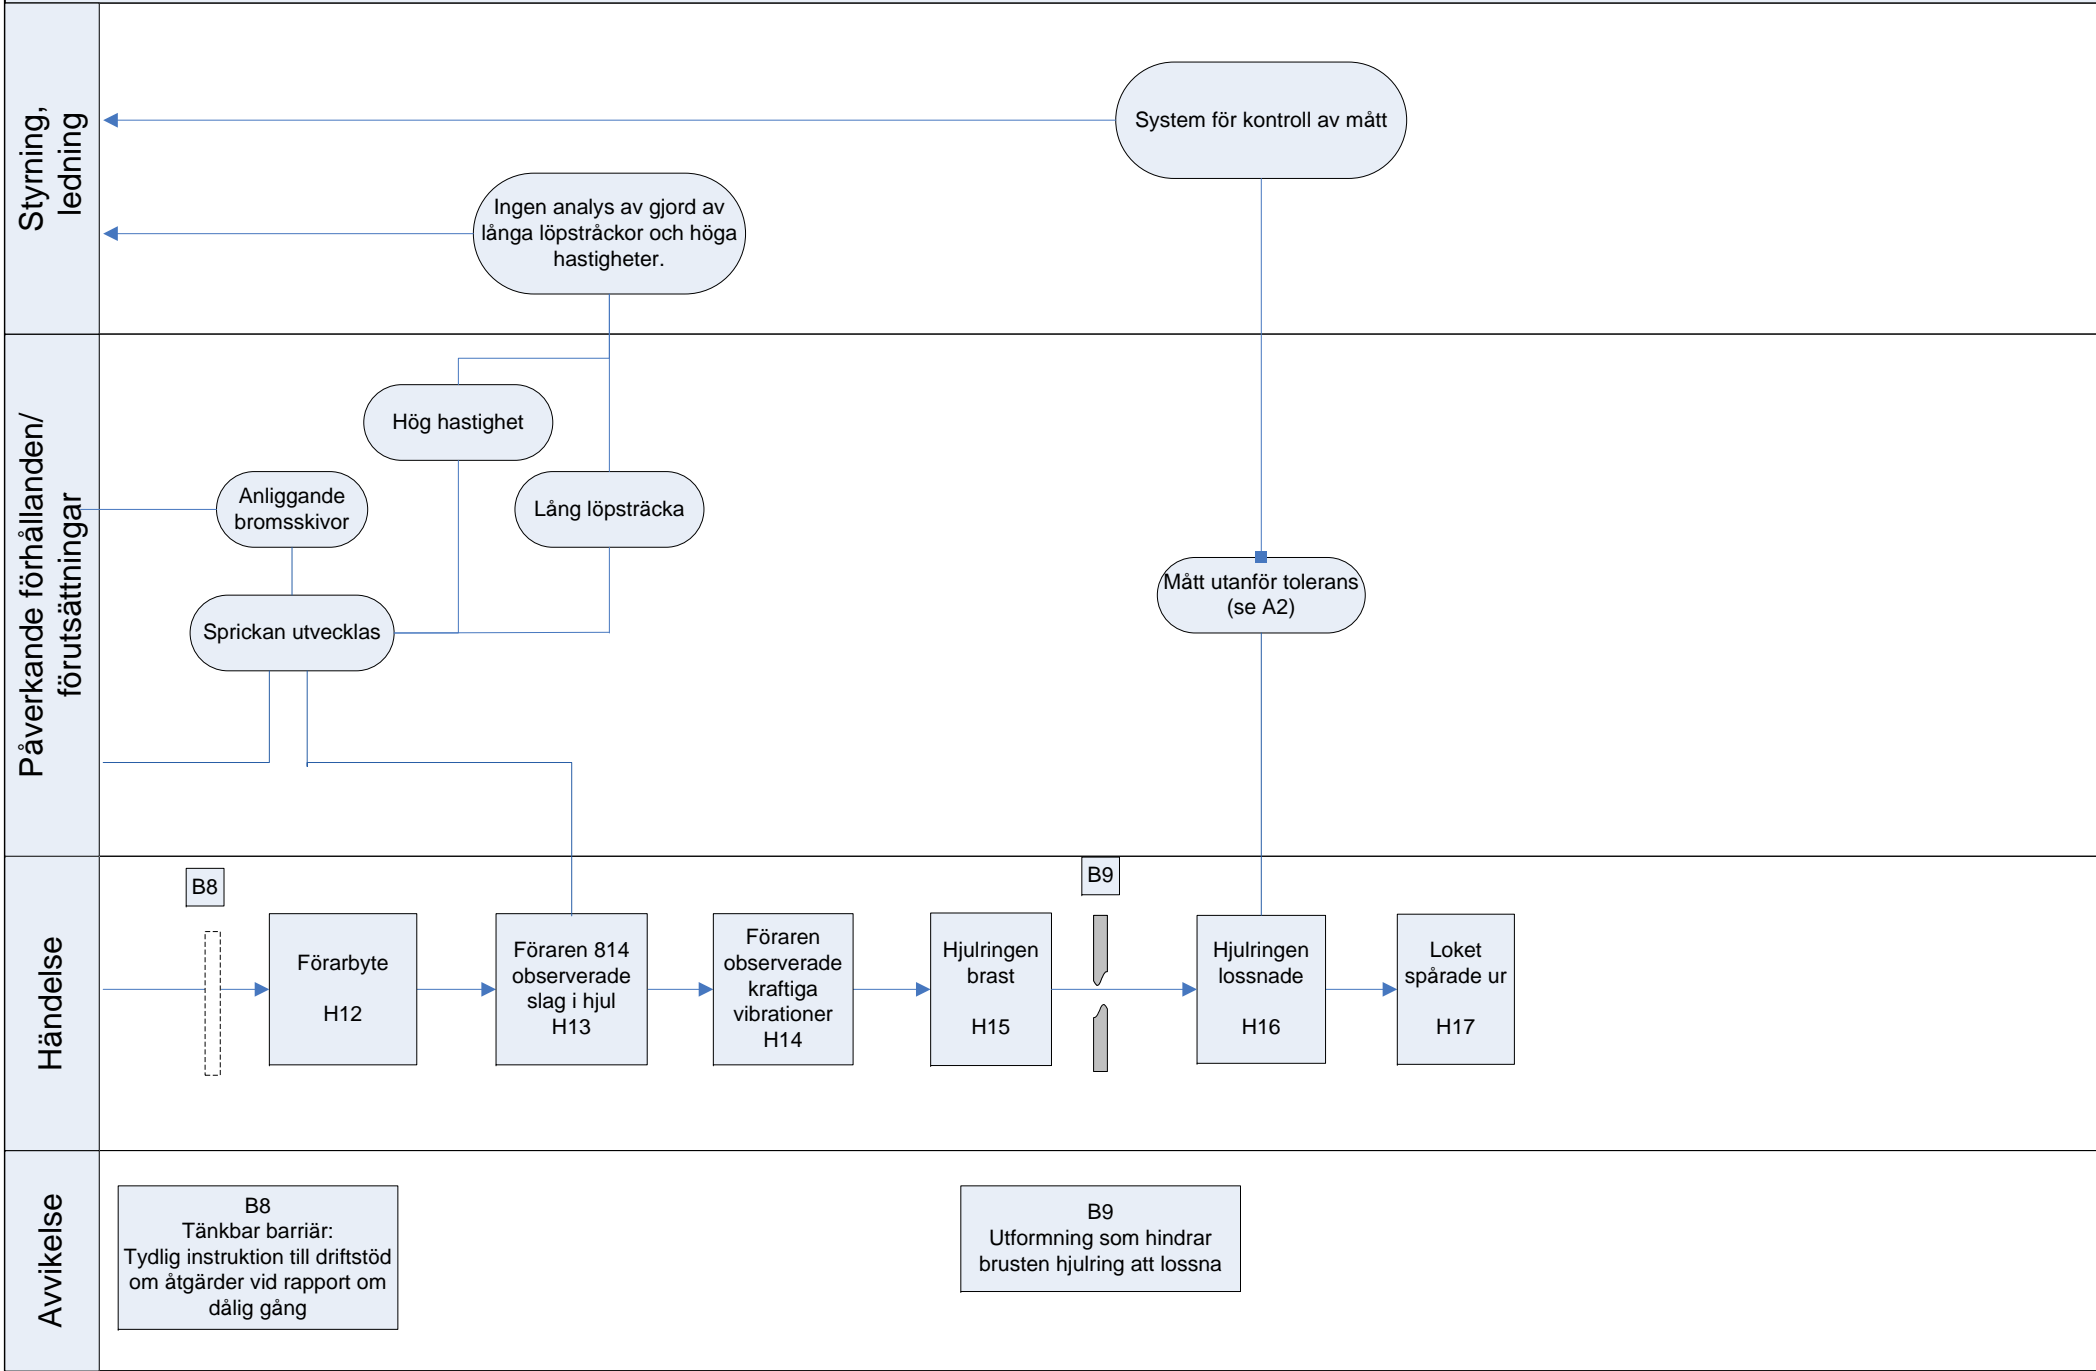 Styrning,
ledning
System för kontroll av mått
Ingen analys av gjord av
långa löpstråckor och höga
hastigheter.
Påverkande förhållanden/
förutsättningar
Hög hastighet
Anliggande
bromsskivor
Lång löpsträcka
Sprickan utvecklas
Mått utanför tolerans
(se A2)
Händelse
B8
Förarbyte
H12
Föraren 814
observerade
slag i hjul
H13
Föraren
observerade
kraftiga
vibrationer
H14
Hjulringen
brast
H15
B9
Hjulringen
lossnade
H16
Loket
spårade ur
H17
Avvikelse
B8
Tänkbar barriär:
Tydlig instruktion till driftstöd
om åtgärder vid rapport om
dålig gång
B9
Utformning som hindrar
brusten hjulring att lossna